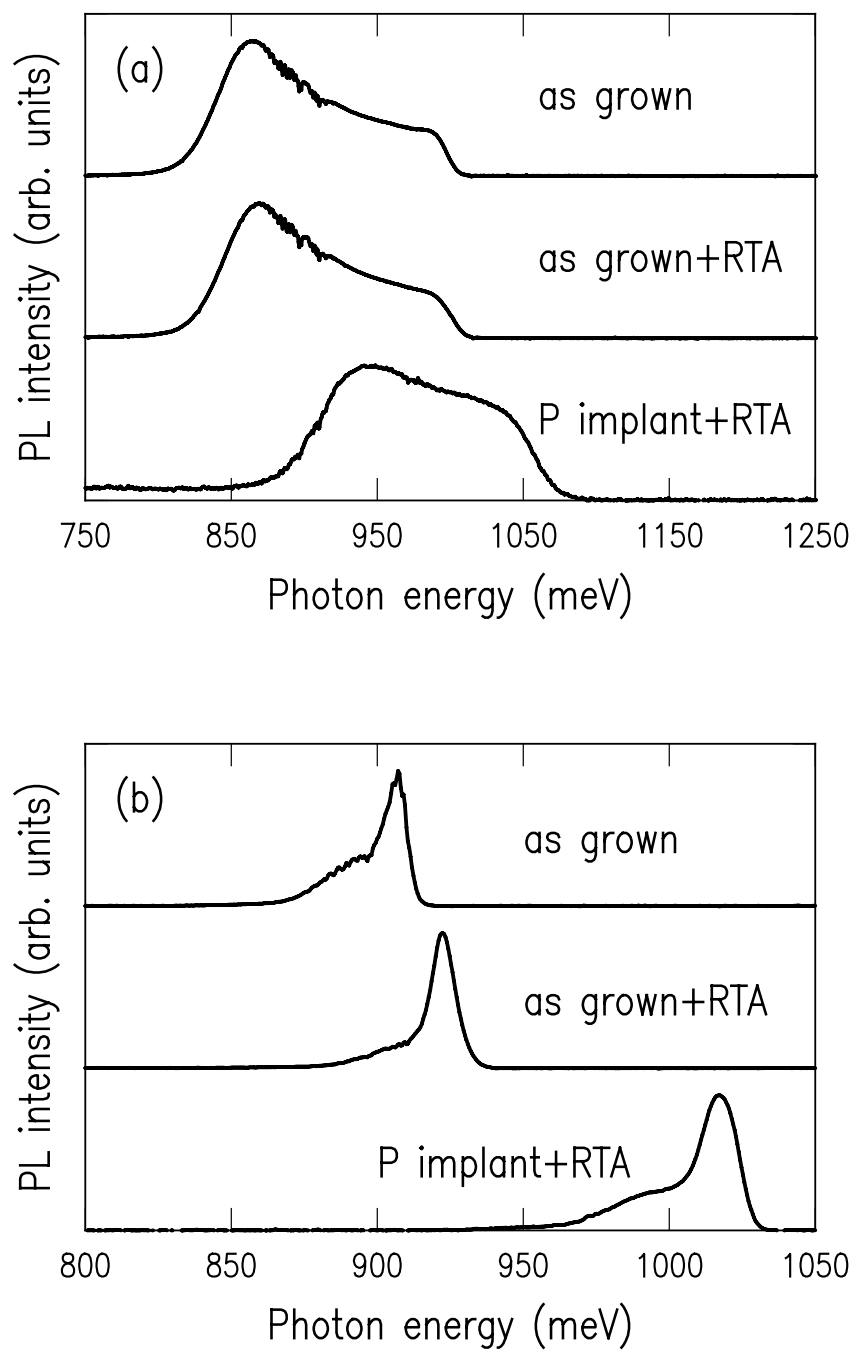 (a)
as grown
as grown+RTA
P implant+RTA
PL intensity (arb. units)
750 850 950 1050 1150 1250
Photon energy (meV)
(b)
as grown
as grown+RTA
P implant+RTA
PL intensity (arb. units)
800 850 900 950 1000 1050
Photon energy (meV)